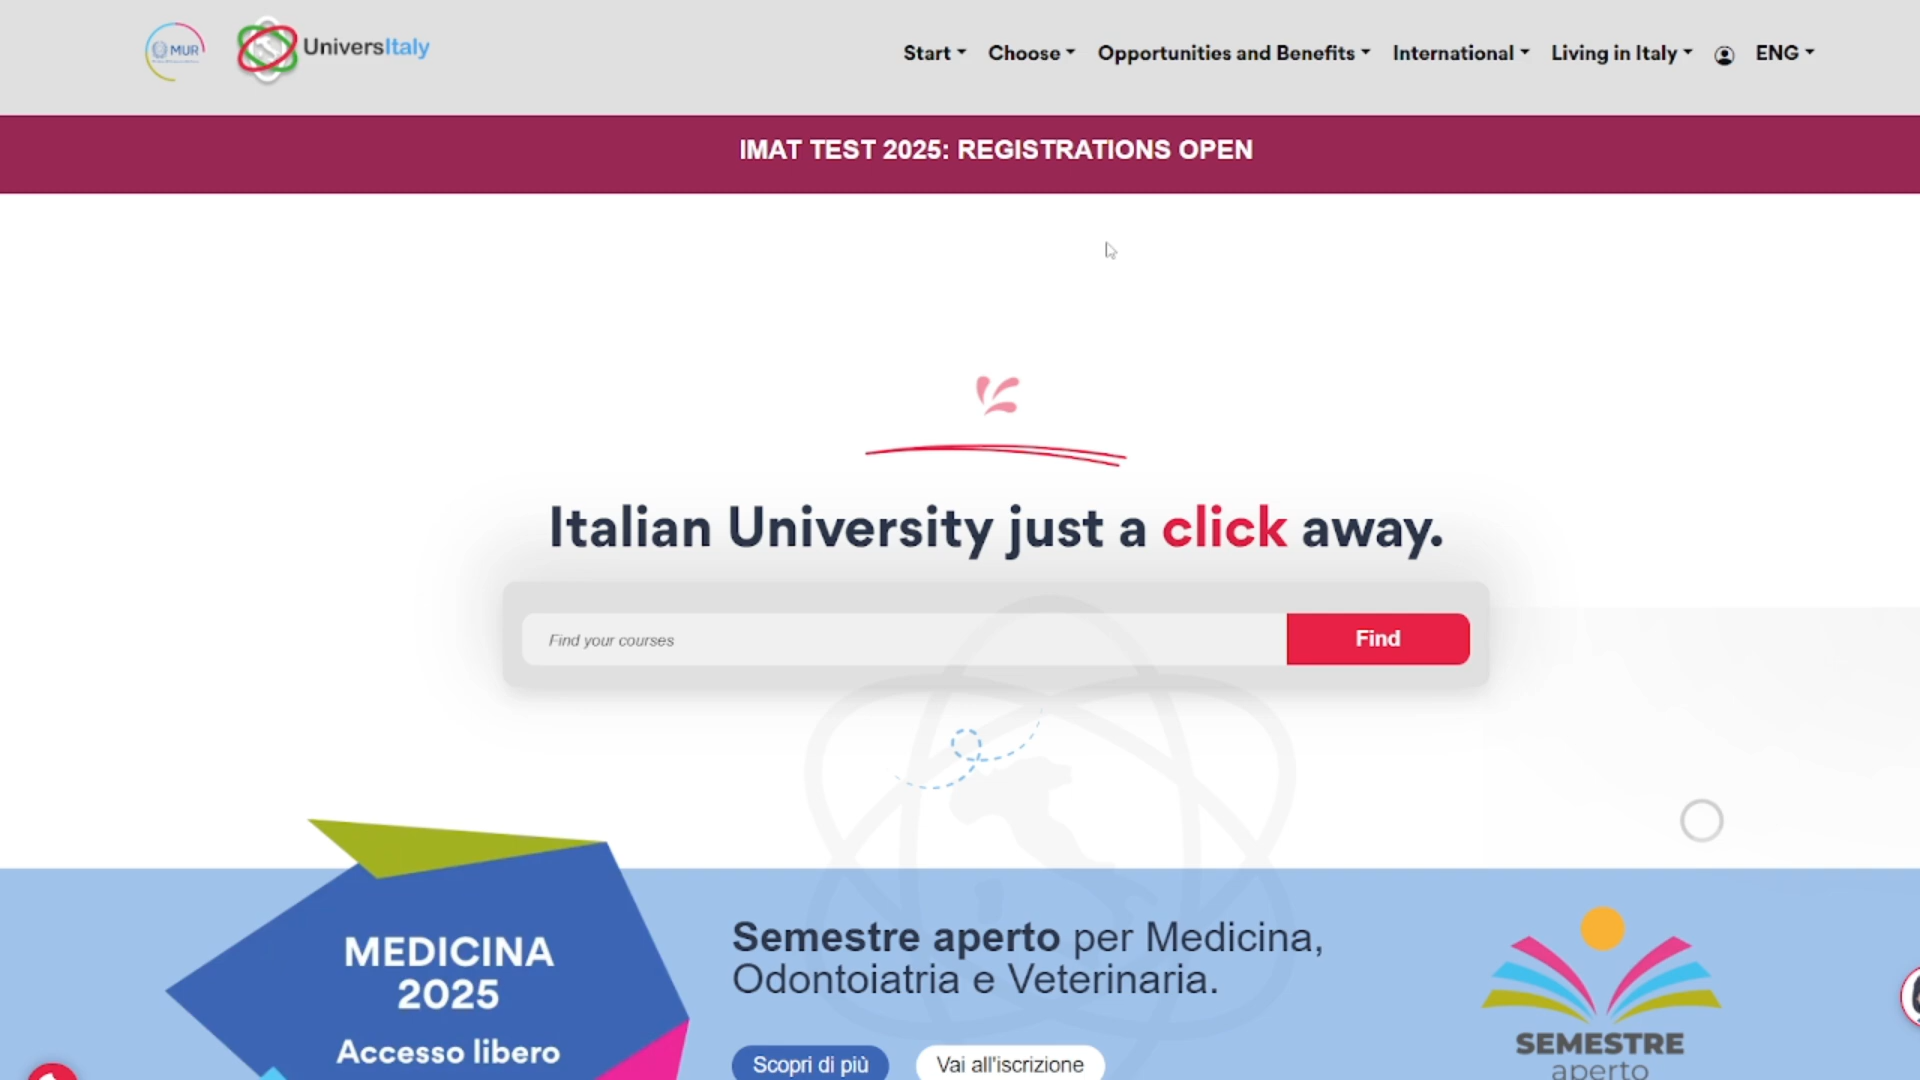 MUR
UniversItaly
Start
Choose
Opportunities and Benefits
International
Living in Italy
ENG
IMAT TEST 2025: REGISTRATIONS OPEN
Italian University just a click away.
Find your courses
Find
MEDICINA
2025
Accesso libero
Semestre aperto per Medicina,
Odontoiatria e Veterinaria.
Scopri di più
Vai all'iscrizione
SEMESTRE
aperto